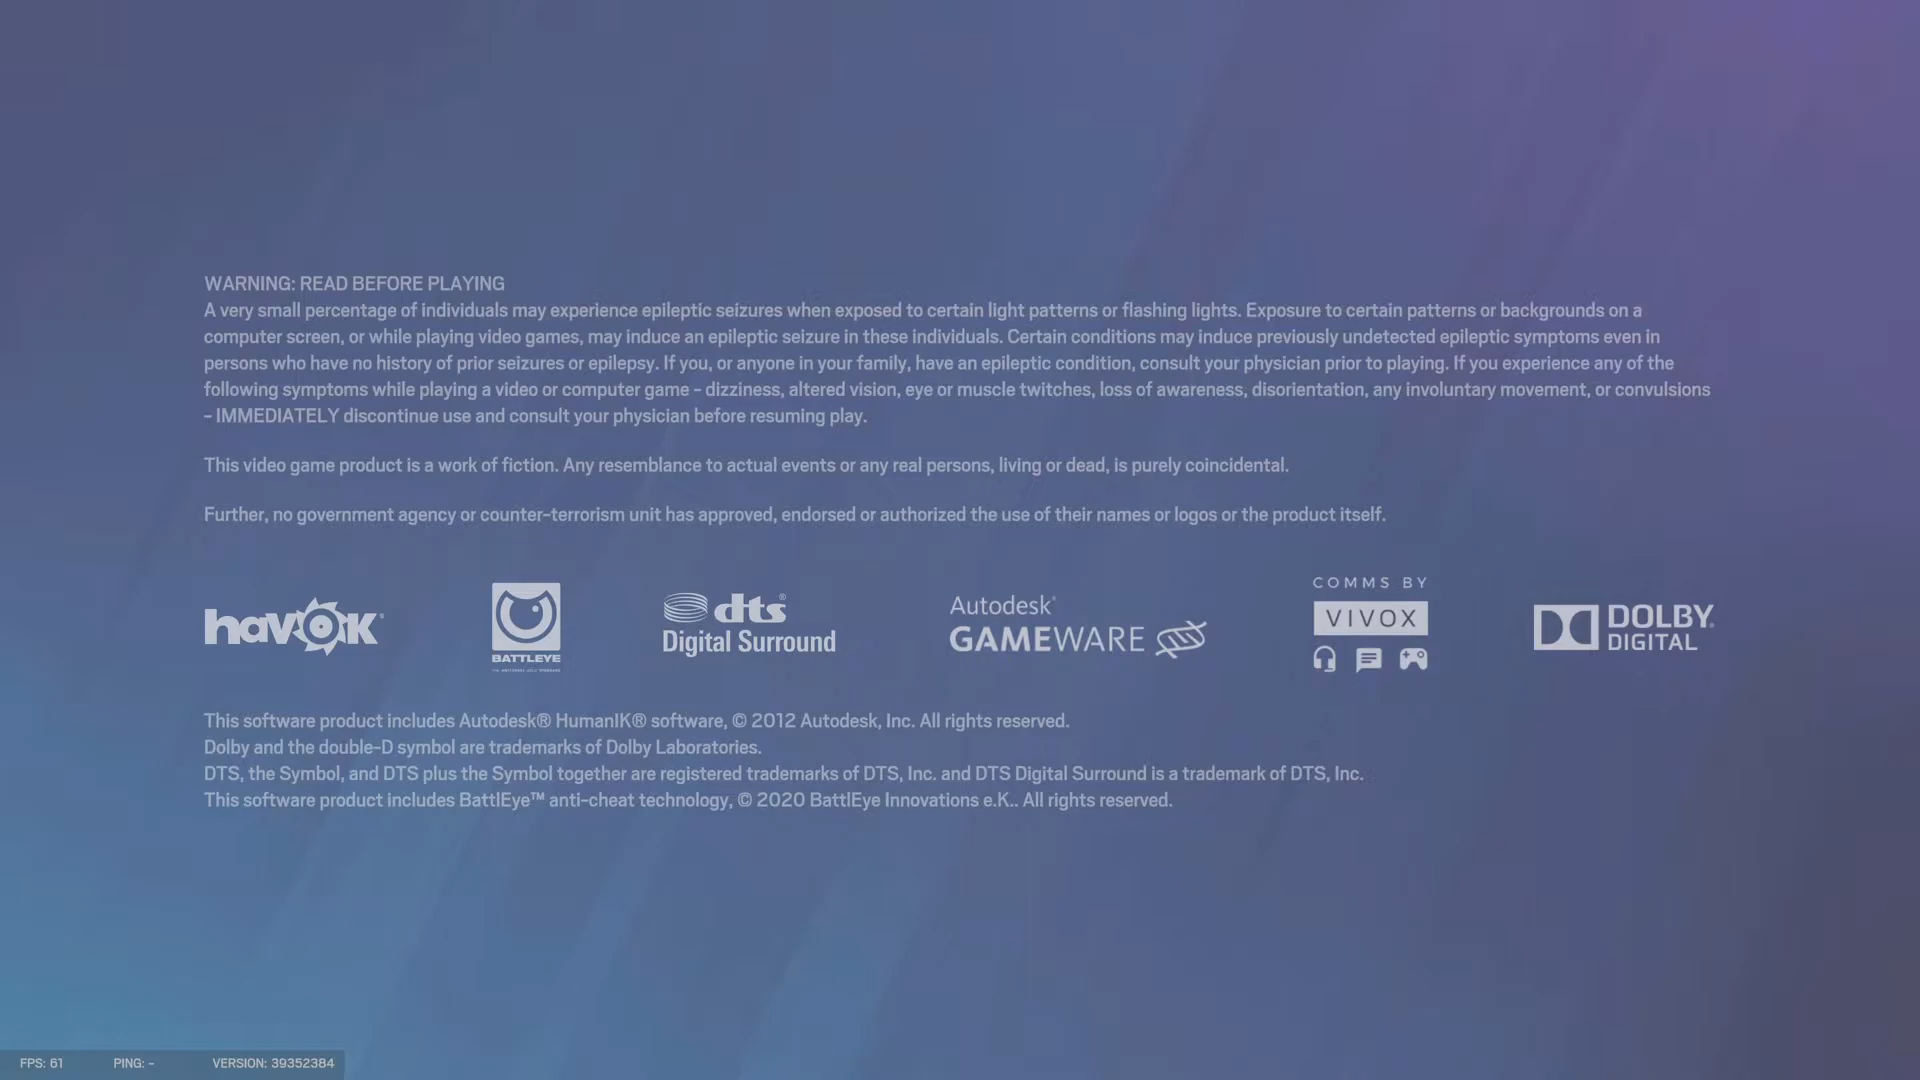 WARNING: READ BEFORE PLAYING
A very small percentage of individuals may experience epileptic seizures when exposed to certain light patterns or flashing lights. Exposure to certain patterns or backgrounds on a
computer screen, or while playing video games, may induce an epileptic seizure in these individuals. Certain conditions may induce previously undetected epileptic symptoms even in
persons who have no history of prior seizures or epilepsy. If you, or anyone in your family, have an epileptic condition, consult your physician prior to playing. If you experience any of the
following symptoms while playing a video or computer game - dizziness, altered vision, eye or muscle twitches, loss of awareness, disorientation, any involuntary movement, or convulsions
- IMMEDIATELY discontinue use and consult your physician before resuming play.
This video game product is a work of fiction. Any resemblance to actual events or any real persons, living or dead, is purely coincidental.
Further, no government agency or counter-terrorism unit has approved, endorsed or authorized the use of their names or logos or the product itself.
havok®
BATTLEYE
dts®
Digital Surround
Autodesk®
GAMEWARE
COMMS BY
VIVOX
DOLBY®
DIGITAL
This software product includes Autodesk® HumanIK® software, © 2012 Autodesk, Inc. All rights reserved.
Dolby and the double-D symbol are trademarks of Dolby Laboratories.
DTS, the Symbol, and DTS plus the Symbol together are registered trademarks of DTS, Inc. and DTS Digital Surround is a trademark of DTS, Inc.
This software product includes BattlEye™ anti-cheat technology, © 2020 BattlEye Innovations e.K.. All rights reserved.
FPS: 61 PING: - VERSION: 39352384